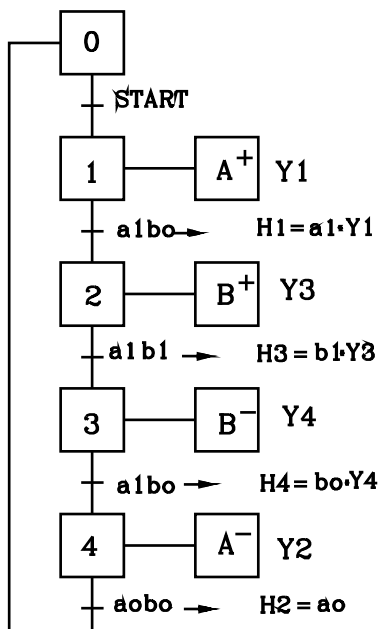 0
START
1 A+ Y1
a1bo H1=a1·Y1
2 B+ Y3
a1b1 H3=b1·Y3
3 B− Y4
a1bo H4=bo·Y4
4 A− Y2
aobo H2=ao